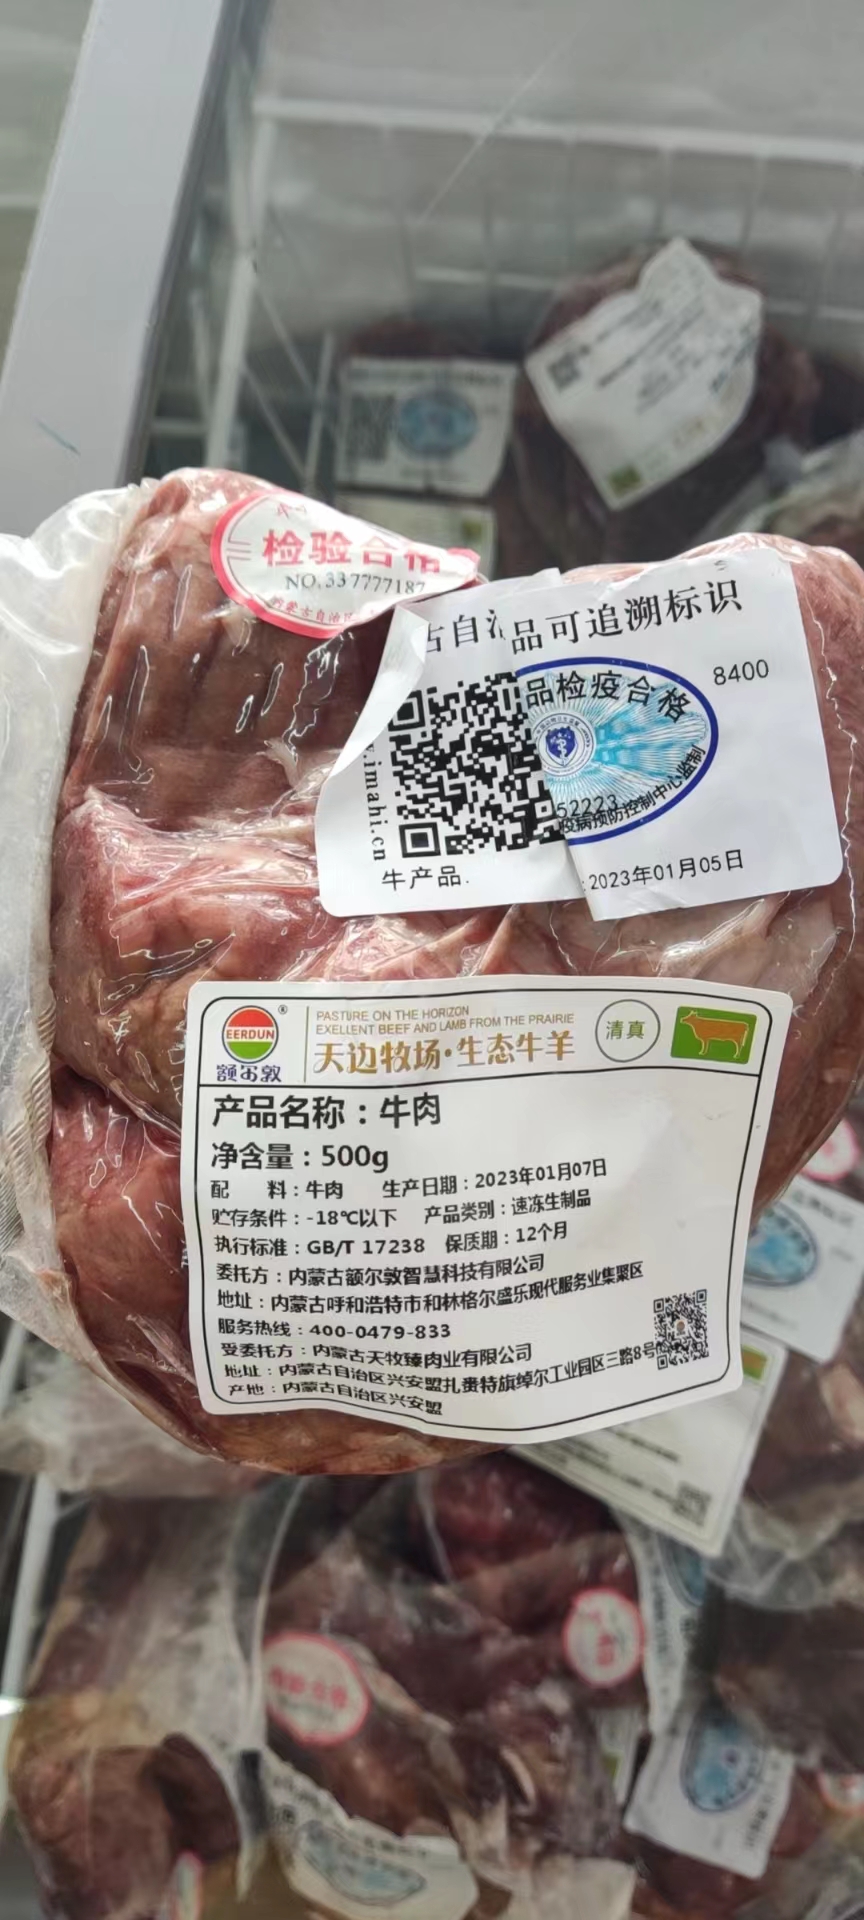 检验合格
NO.337777187
内蒙古自治区
古自治
品可追溯标识
8400
品检疫合格
52223
疫病预防控制中心监制
.imahi.cn
牛产品.
:2023年01月05日
EERDUN
®
额尔敦
PASTURE ON THE HORIZON
EXELLENT BEEF AND LAMB FROM THE PRAIRIE
天边牧场·生态牛羊
清真
产品名称：牛肉
净含量：500g
配 料：牛肉 生产日期：2023年01月07日
贮存条件：-18℃以下 产品类别：速冻生制品
执行标准：GB/T 17238 保质期：12个月
委托方：内蒙古额尔敦智慧科技有限公司
地址：内蒙古呼和浩特市和林格尔盛乐现代服务业集聚区
服务热线：400-0479-833
受委托方：内蒙古天牧臻肉业有限公司
地址：内蒙古自治区兴安盟扎赉特旗绰尔工业园区三路8号
产地：内蒙古自治区兴安盟